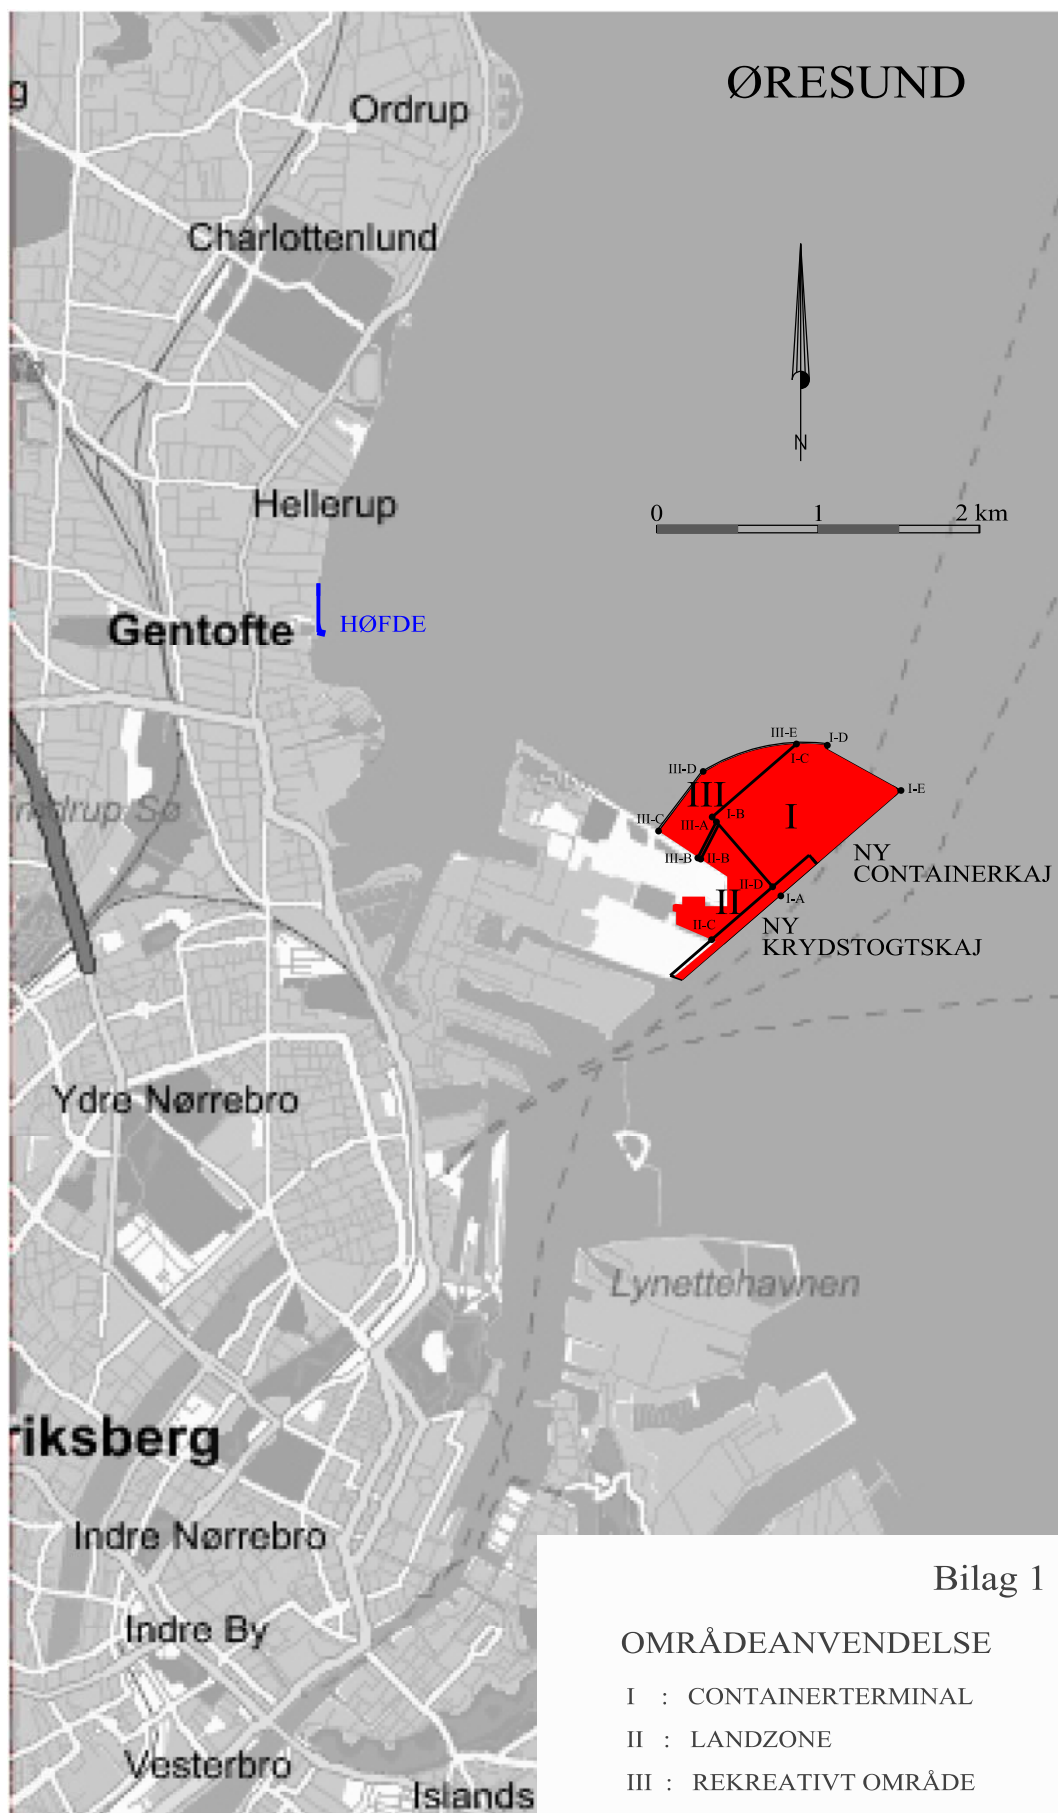 ØRESUND
Ordrup
Charlottenlund
N
Hellerup
0 1 2 km
Gentofte
HØFDE
III-E
I-D
I-C
III-D
I-E
III
I
I-B
III-A
III-C
NY
CONTAINERKAJ
III-B
II-B
II-D
I-A
II
II-C
NY
KRYDSTOGTSKAJ
Ydre Nørrebro
Lynettehavnen
riksberg
Indre Nørrebro
Indre By
Vesterbro
Islands
Bilag 1
OMRÅDEANVENDELSE
I : CONTAINERTERMINAL
II : LANDZONE
III : REKREATIVT OMRÅDE